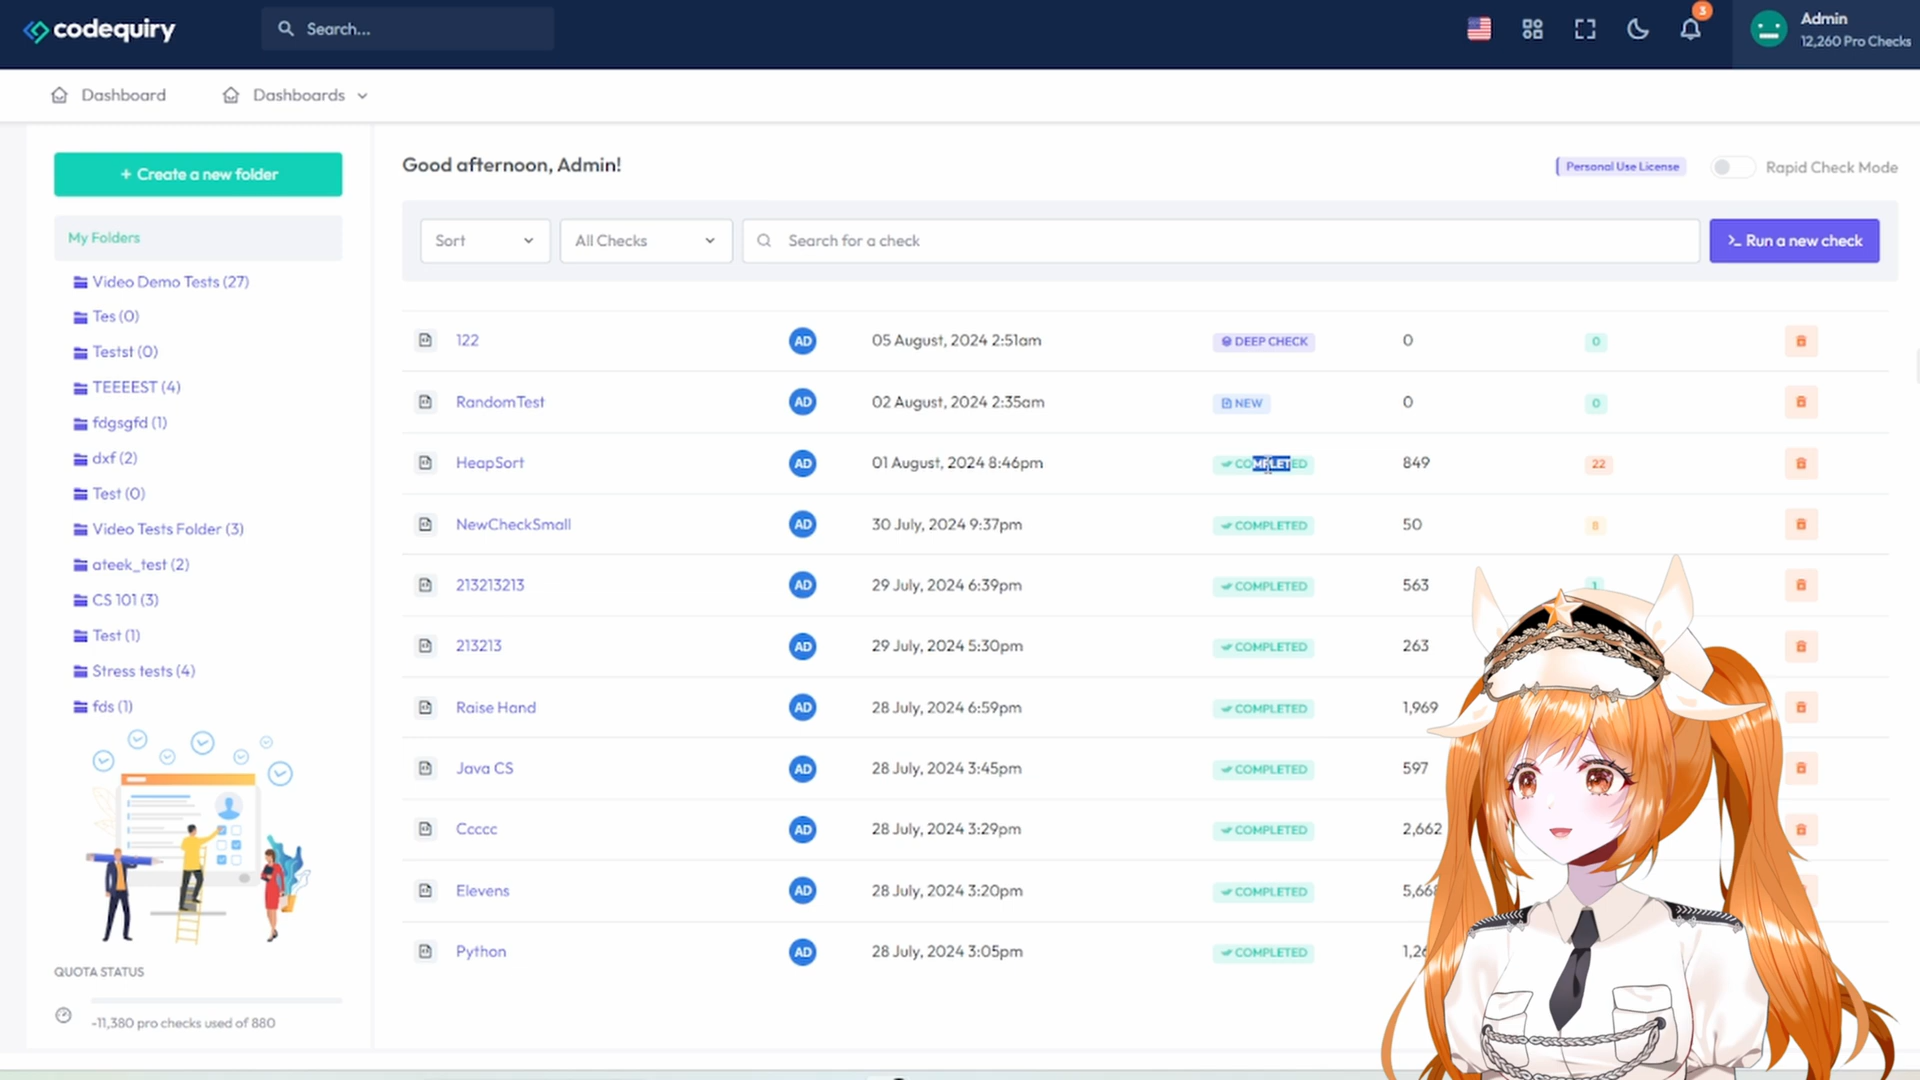 codequiry
Search...
3
Admin
12,260 Pro Checks
Dashboard
Dashboards
+ Create a new folder
My Folders
Video Demo Tests (27)
Tes (0)
Testst (0)
TEEEEST (4)
fdgsgfd (1)
dxf (2)
Test (0)
Video Tests Folder (3)
ateek_test (2)
CS 101 (3)
Test (1)
Stress tests (4)
fds (1)
QUOTA STATUS
-11,380 pro checks used of 880
Good afternoon, Admin!
Personal Use License
Rapid Check Mode
Sort
All Checks
Search for a check
>_ Run a new check
122 AD 05 August, 2024 2:51am DEEP CHECK 0 0
RandomTest AD 02 August, 2024 2:35am NEW 0 0
HeapSort AD 01 August, 2024 8:46pm COMPLETED 849 22
NewCheckSmall AD 30 July, 2024 9:37pm COMPLETED 50 8
213213213 AD 29 July, 2024 6:39pm COMPLETED 563 1
213213 AD 29 July, 2024 5:30pm COMPLETED 263
Raise Hand AD 28 July, 2024 6:59pm COMPLETED 1,969
Java CS AD 28 July, 2024 3:45pm COMPLETED 597
Ccccc AD 28 July, 2024 3:29pm COMPLETED 2,662
Elevens AD 28 July, 2024 3:20pm COMPLETED
Python AD 28 July, 2024 3:05pm COMPLETED